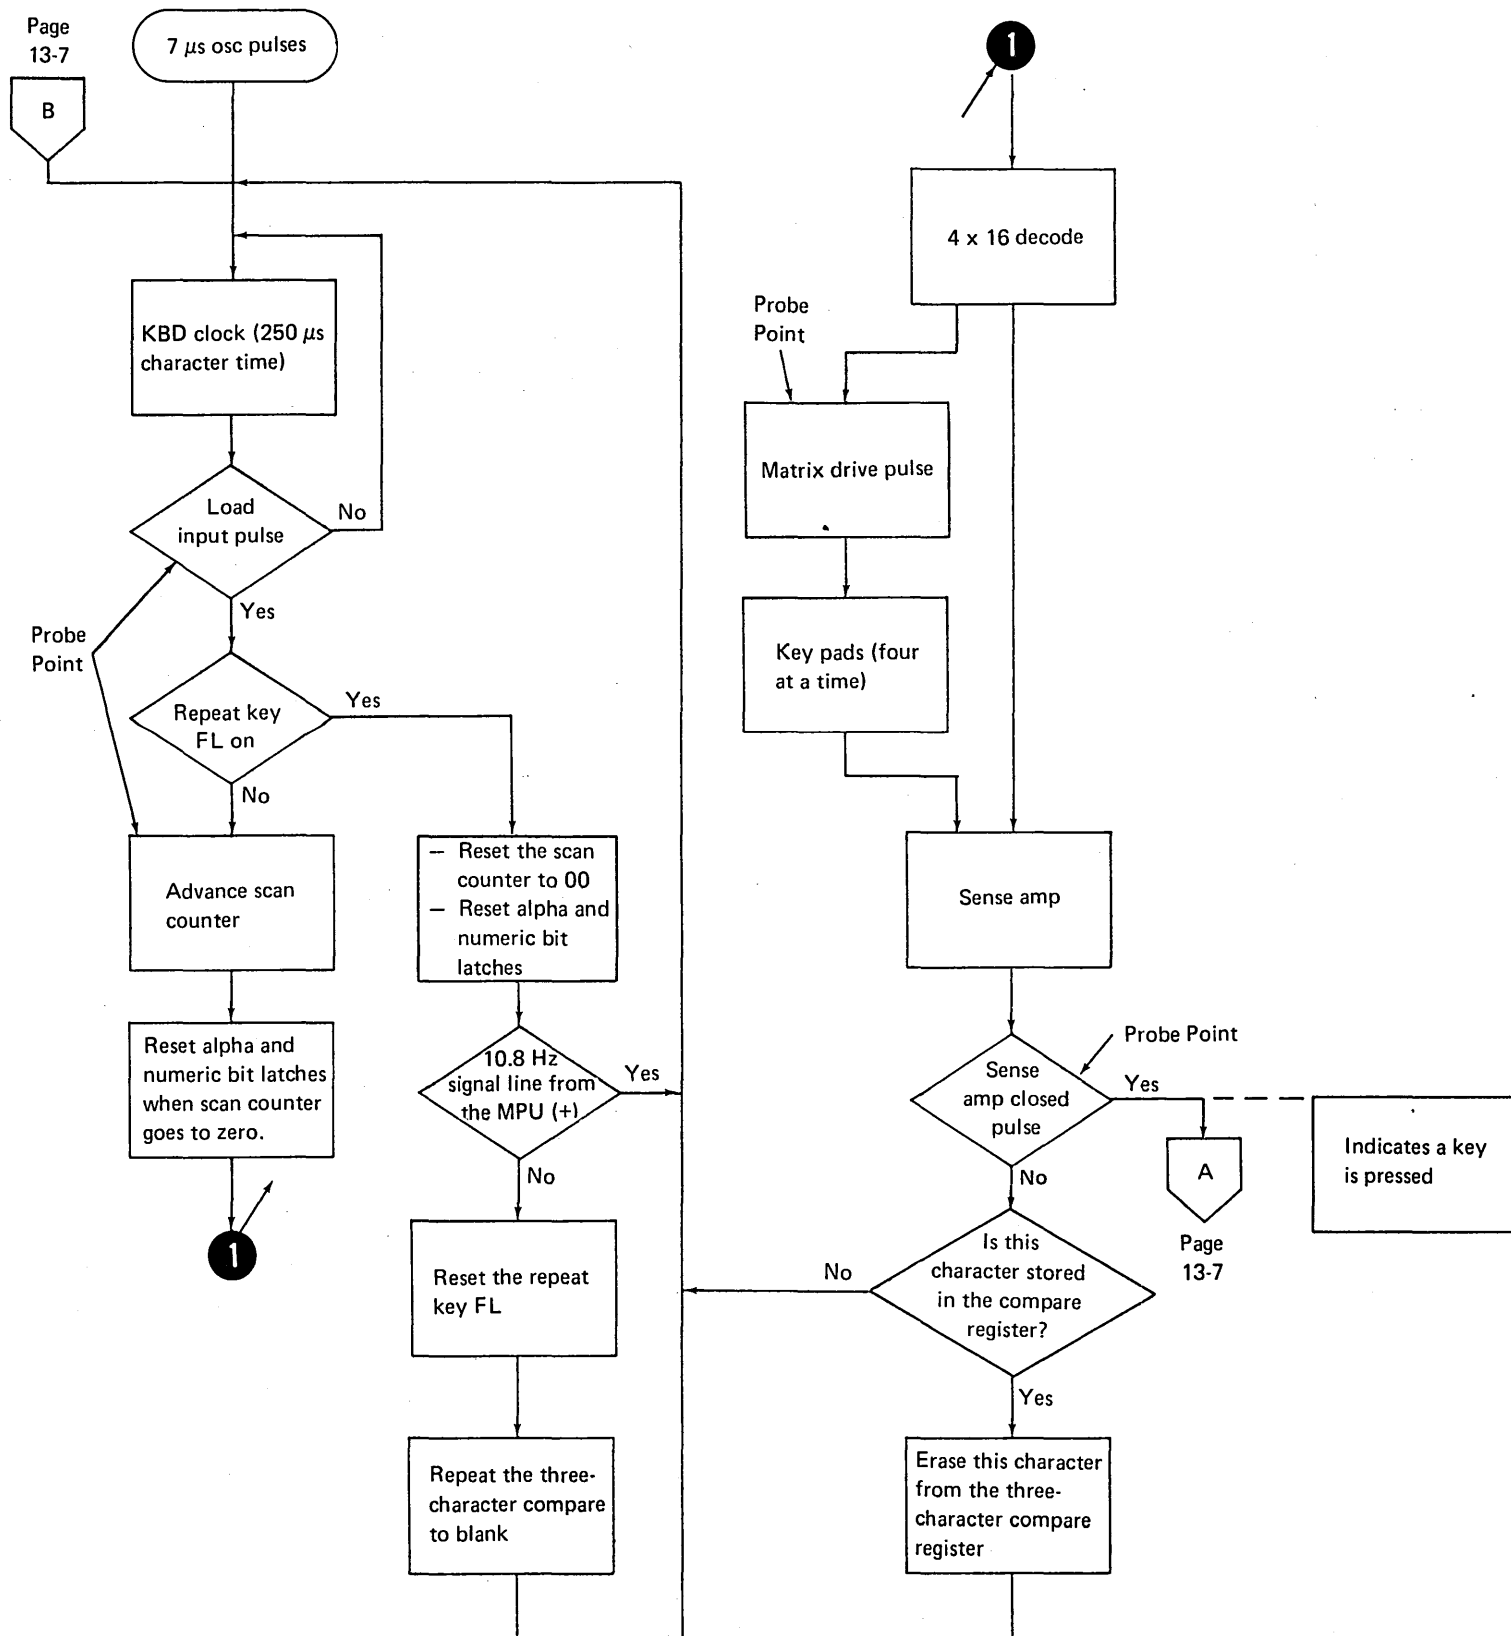 Page
13-7
B
7 μs osc pulses
KBD clock (250 μs
character time)
Load
input pulse
No
Yes
Probe
Point
Repeat key
FL on
Yes
No
Advance scan
counter
Reset alpha and
numeric bit latches
when scan counter
goes to zero.
1
— Reset the scan
counter to 00
— Reset alpha and
numeric bit
latches
10.8 Hz
signal line from
the MPU (+)
Yes
No
Reset the repeat
key FL
Repeat the three-
character compare
to blank
1
4 x 16 decode
Probe
Point
Matrix drive pulse
Key pads (four
at a time)
Sense amp
Probe Point
Sense
amp closed
pulse
Yes
No
A
Page
13-7
Indicates a key
is pressed
Is this
character stored
in the compare
register?
No
Yes
Erase this character
from the three-
character compare
register